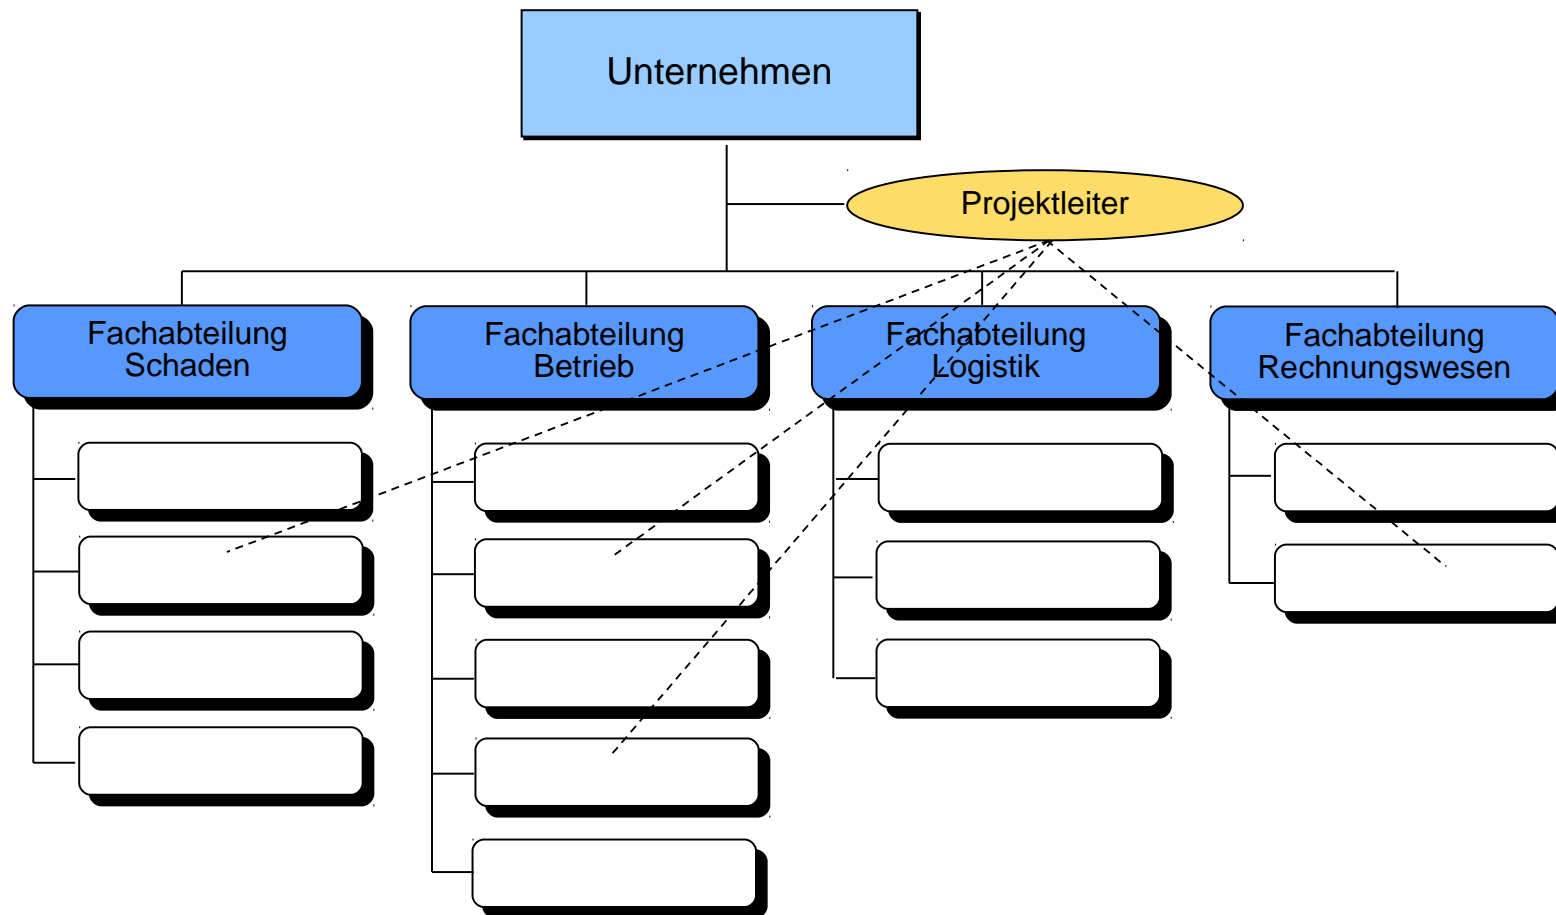 Unternehmen
Projektleiter
Fachabteilung
Schaden
Fachabteilung
Betrieb
Fachabteilung
Logistik
Fachabteilung
Rechnungswesen